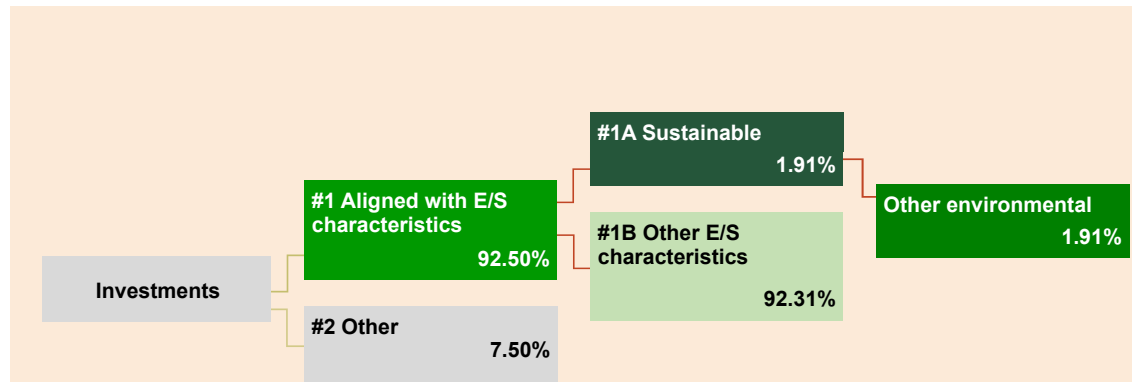 Investments
#1 Aligned with E/S
characteristics
92.50%
#2 Other
7.50%
#1A Sustainable
1.91%
#1B Other E/S
characteristics
92.31%
Other environmental
1.91%